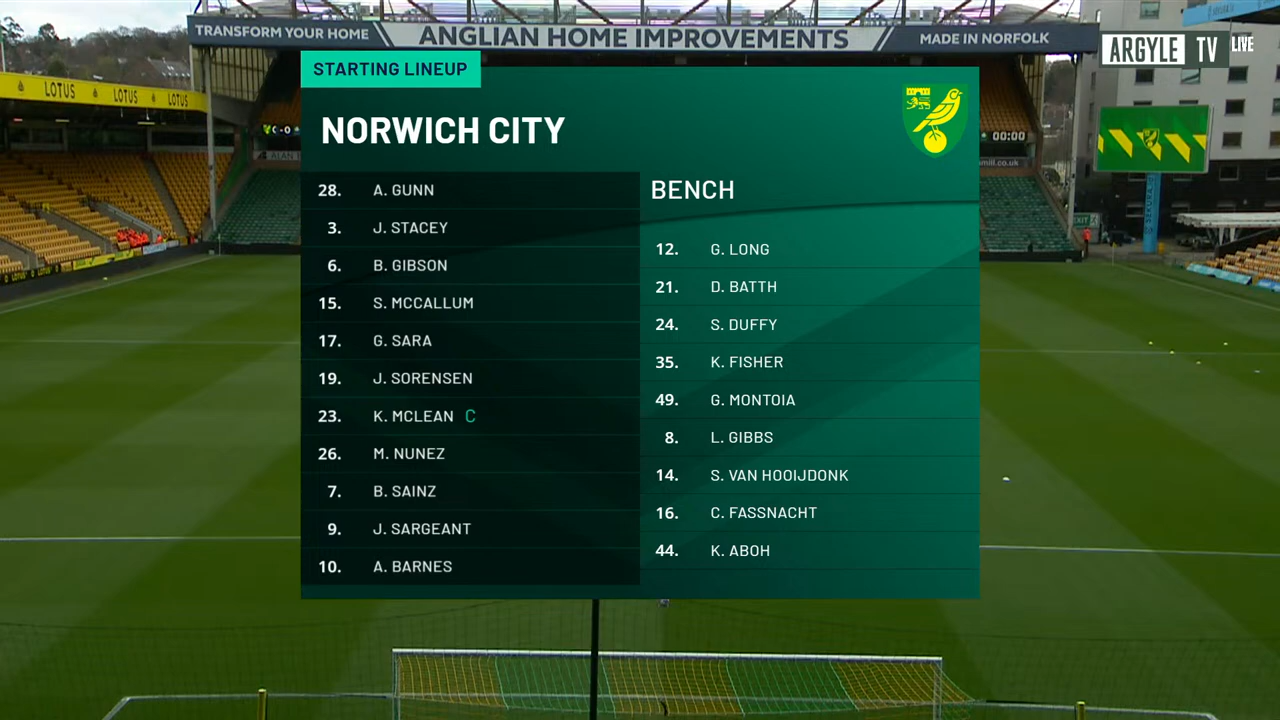 TRANSFORM YOUR HOME
ANGLIAN HOME IMPROVEMENTS
MADE IN NORFOLK
ARGYLE TV LIVE
LOTUS LOTUS LOTUS
STARTING LINEUP
NORWICH CITY
00:00
28. A. GUNN
3. J. STACEY
6. B. GIBSON
15. S. MCCALLUM
17. G. SARA
19. J. SORENSEN
23. K. MCLEAN C
26. M. NUNEZ
7. B. SAINZ
9. J. SARGEANT
10. A. BARNES
BENCH
12. G. LONG
21. D. BATTH
24. S. DUFFY
35. K. FISHER
49. G. MONTOIA
8. L. GIBBS
14. S. VAN HOOIJDONK
16. C. FASSNACHT
44. K. ABOH
EXIT